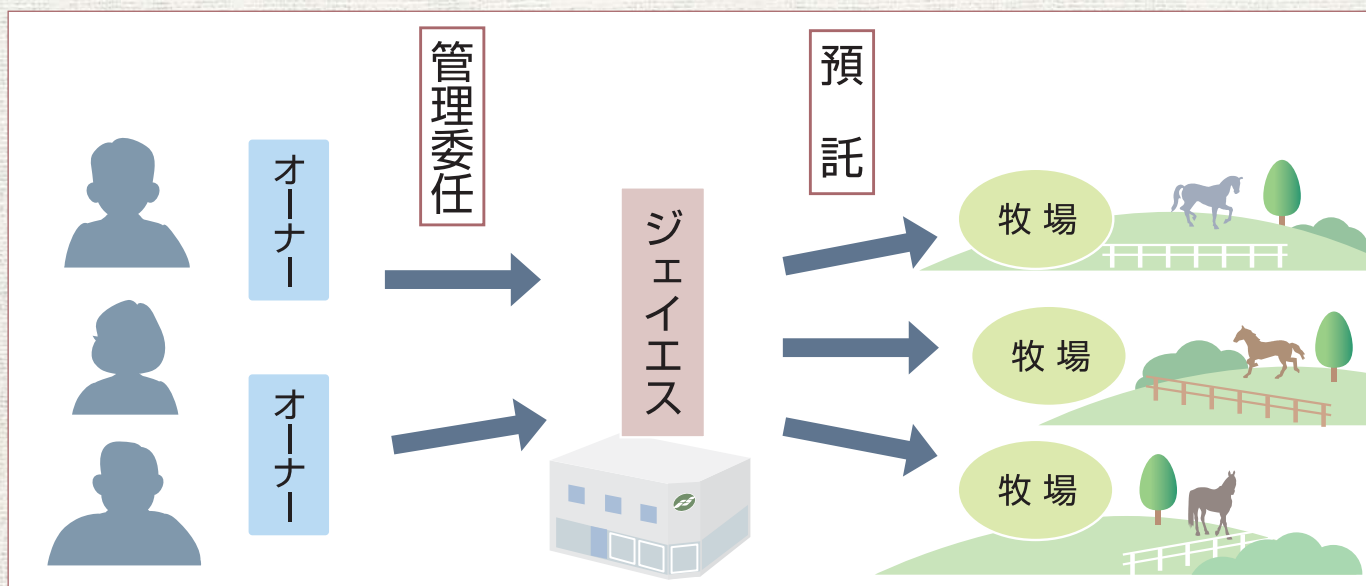 管理委任
預託
オーナー
オーナー
ジェイエス
牧場
牧場
牧場